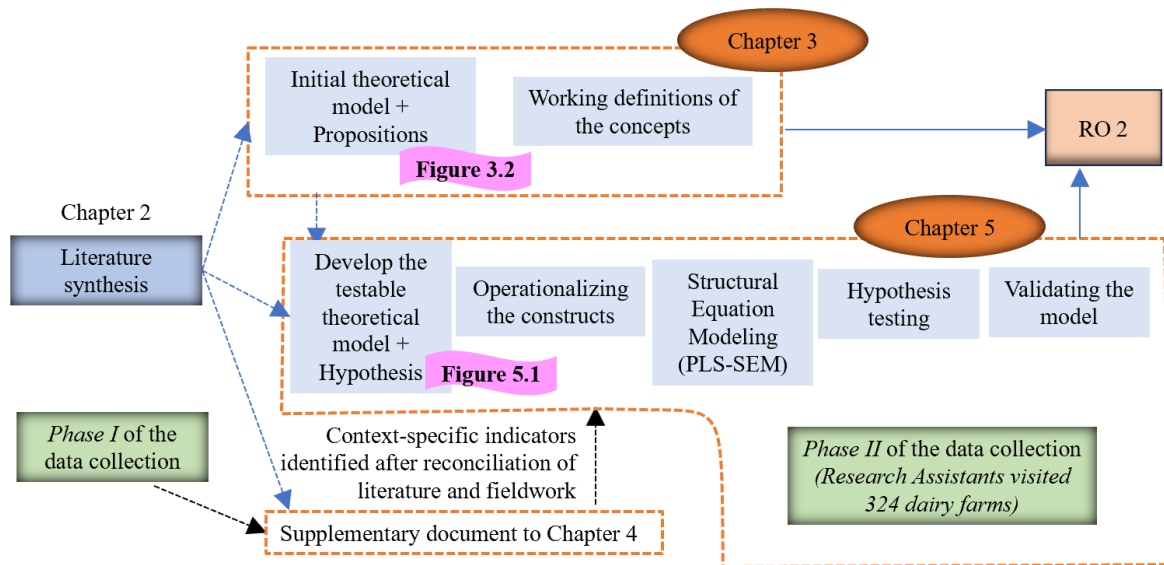 Chapter 3
Initial theoretical
model +
Propositions
Working definitions of
the concepts
Figure 3.2
RO 2
Chapter 2
Literature
synthesis
Chapter 5
Develop the
testable
theoretical
model +
Hypothesis
Operationalizing
the constructs
Structural
Equation
Modeling
(PLS-SEM)
Hypothesis
testing
Validating the
model
Figure 5.1
Phase I of the
data collection
Context-specific indicators
identified after reconciliation of
literature and fieldwork
Phase II of the data collection
(Research Assistants visited
324 dairy farms)
Supplementary document to Chapter 4